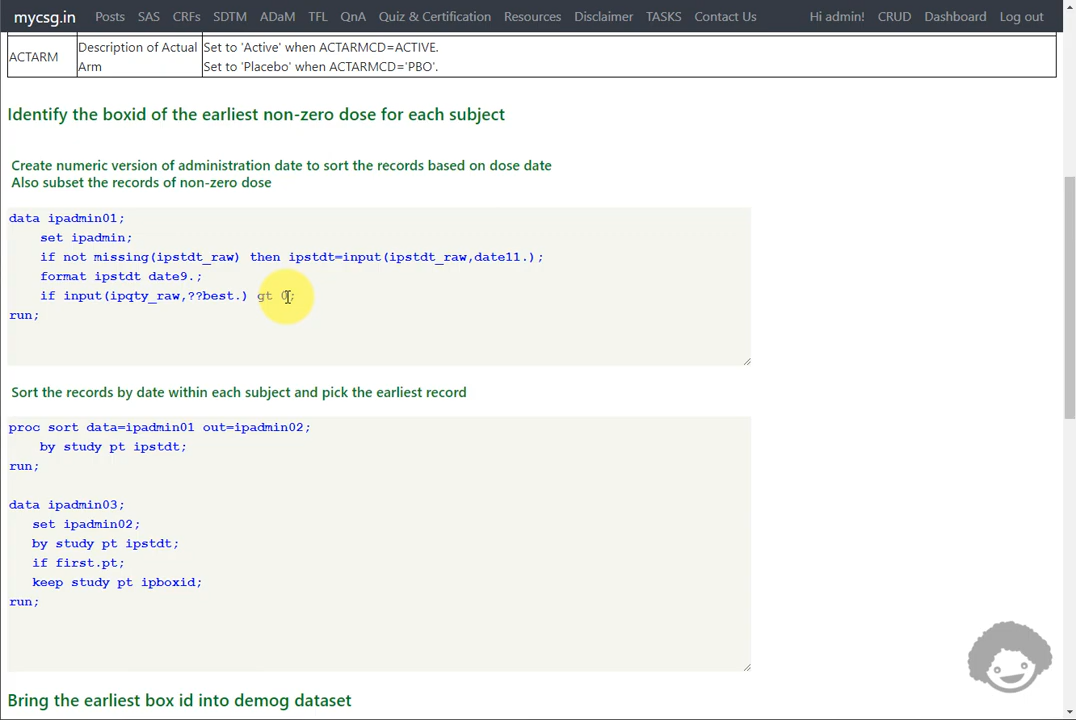 mycsg.in Posts SAS CRFs SDTM ADaM TFL QnA Quiz & Certification Resources Disclaimer TASKS Contact Us Hi admin! CRUD Dashboard Log out
ACTARM Description of Actual Arm Set to 'Active' when ACTARMCD=ACTIVE.
Set to 'Placebo' when ACTARMCD='PBO'.
Identify the boxid of the earliest non-zero dose for each subject
Create numeric version of administration date to sort the records based on dose date
Also subset the records of non-zero dose
data ipadmin01;
set ipadmin;
if not missing(ipstdt_raw) then ipstdt=input(ipstdt_raw,date11.);
format ipstdt date9.;
if input(ipqty_raw,??best.) gt 0;
run;
Sort the records by date within each subject and pick the earliest record
proc sort data=ipadmin01 out=ipadmin02;
by study pt ipstdt;
run;
data ipadmin03;
set ipadmin02;
by study pt ipstdt;
if first.pt;
keep study pt ipboxid;
run;
Bring the earliest box id into demog dataset